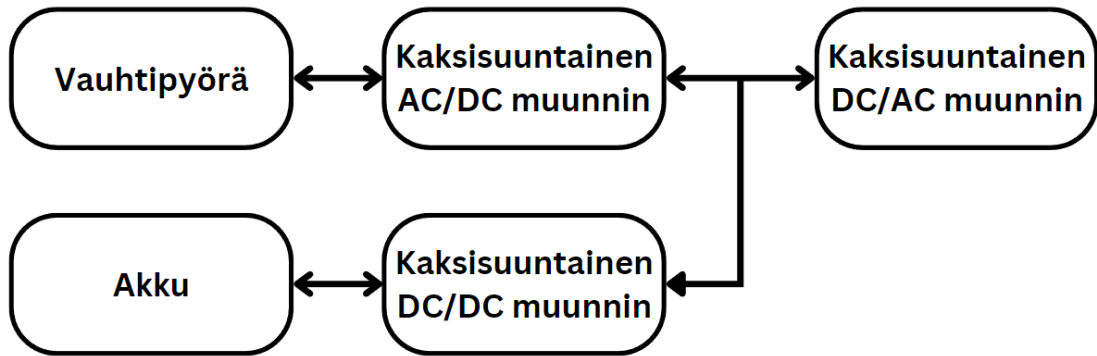 Vauhtipyörä
Kaksisuuntainen
AC/DC muunnin
Kaksisuuntainen
DC/AC muunnin
Akku
Kaksisuuntainen
DC/DC muunnin